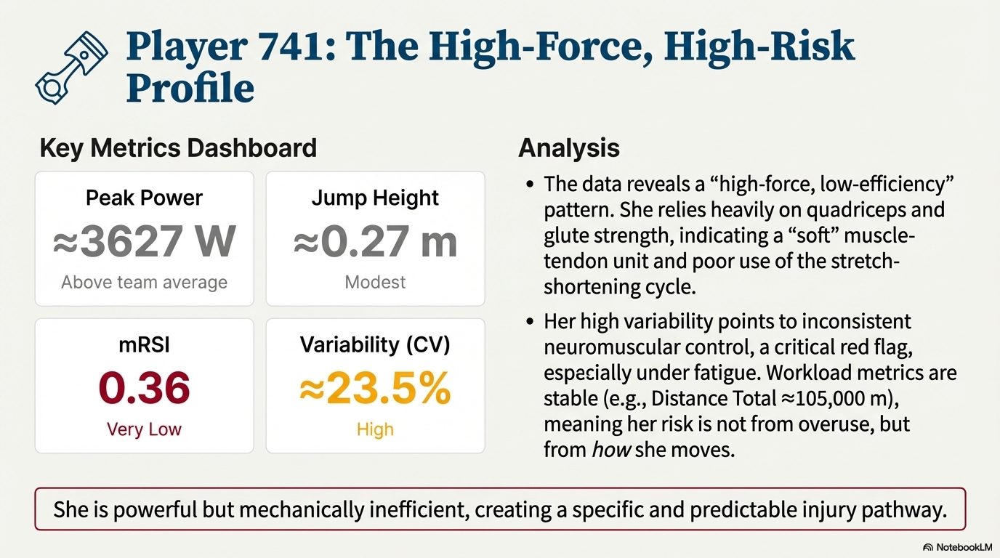 Player 741: The High-Force, High-Risk
Profile
Key Metrics Dashboard
Peak Power
≈3627 W
Above team average
Jump Height
≈0.27 m
Modest
mRSI
0.36
Very Low
Variability (CV)
≈23.5%
High
Analysis
• The data reveals a “high-force, low-efficiency”
pattern. She relies heavily on quadriceps and
glute strength, indicating a “soft” muscle-
tendon unit and poor use of the stretch-
shortening cycle.
• Her high variability points to inconsistent
neuromuscular control, a critical red flag,
especially under fatigue. Workload metrics are
stable (e.g., Distance Total ≈105,000 m),
meaning her risk is not from overuse, but
from how she moves.
She is powerful but mechanically inefficient, creating a specific and predictable injury pathway.
NotebookLM